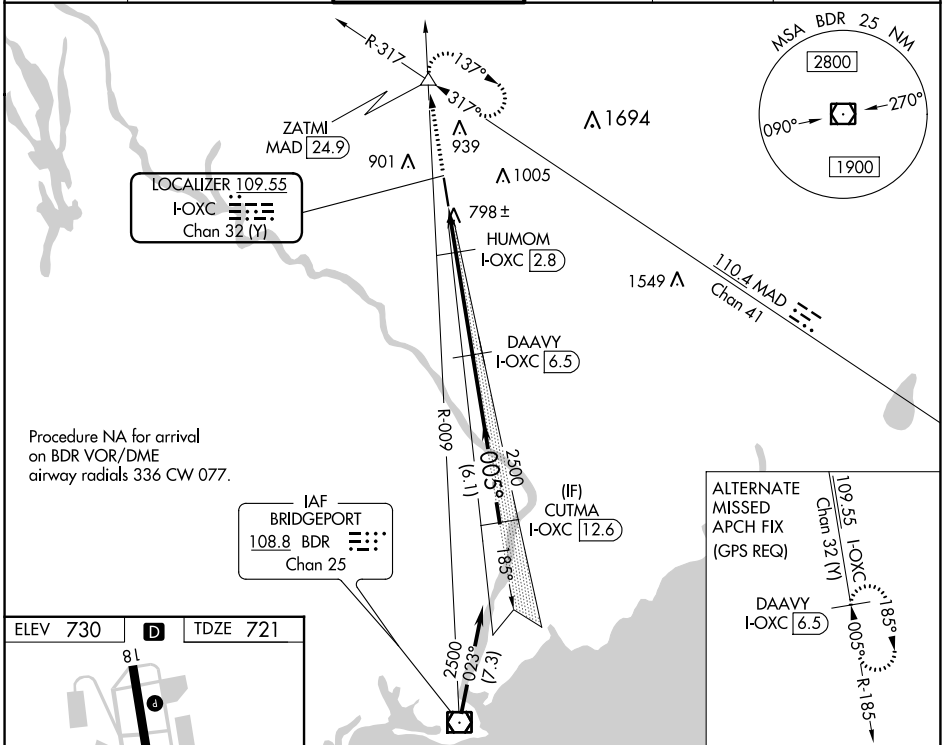 MSA BDR 25 NM
2800
090°
270°
1900
R-317
137°
317°
ZATMI
MAD 24.9
939
901
1694
1005
LOCALIZER 109.55
I-OXC
Chan 32 (Y)
798 ±
HUMOM
I-OXC 2.8
1549
110.4 MAD
Chan 41
DAAVY
I-OXC 6.5
R-009
Procedure NA for arrival
on BDR VOR/DME
airway radials 336 CW 077.
2500
005°
(6.1)
(IF)
CUTMA
I-OXC 12.6
185°
IAF
BRIDGEPORT
108.8 BDR
Chan 25
2500
023°
(7.3)
ALTERNATE
MISSED
APCH FIX
(GPS REQ)
109.55 I-OXC
Chan 32 (Y)
DAAVY
I-OXC 6.5
185°
005°
R-185
ELEV 730
D
TDZE 721
18
P